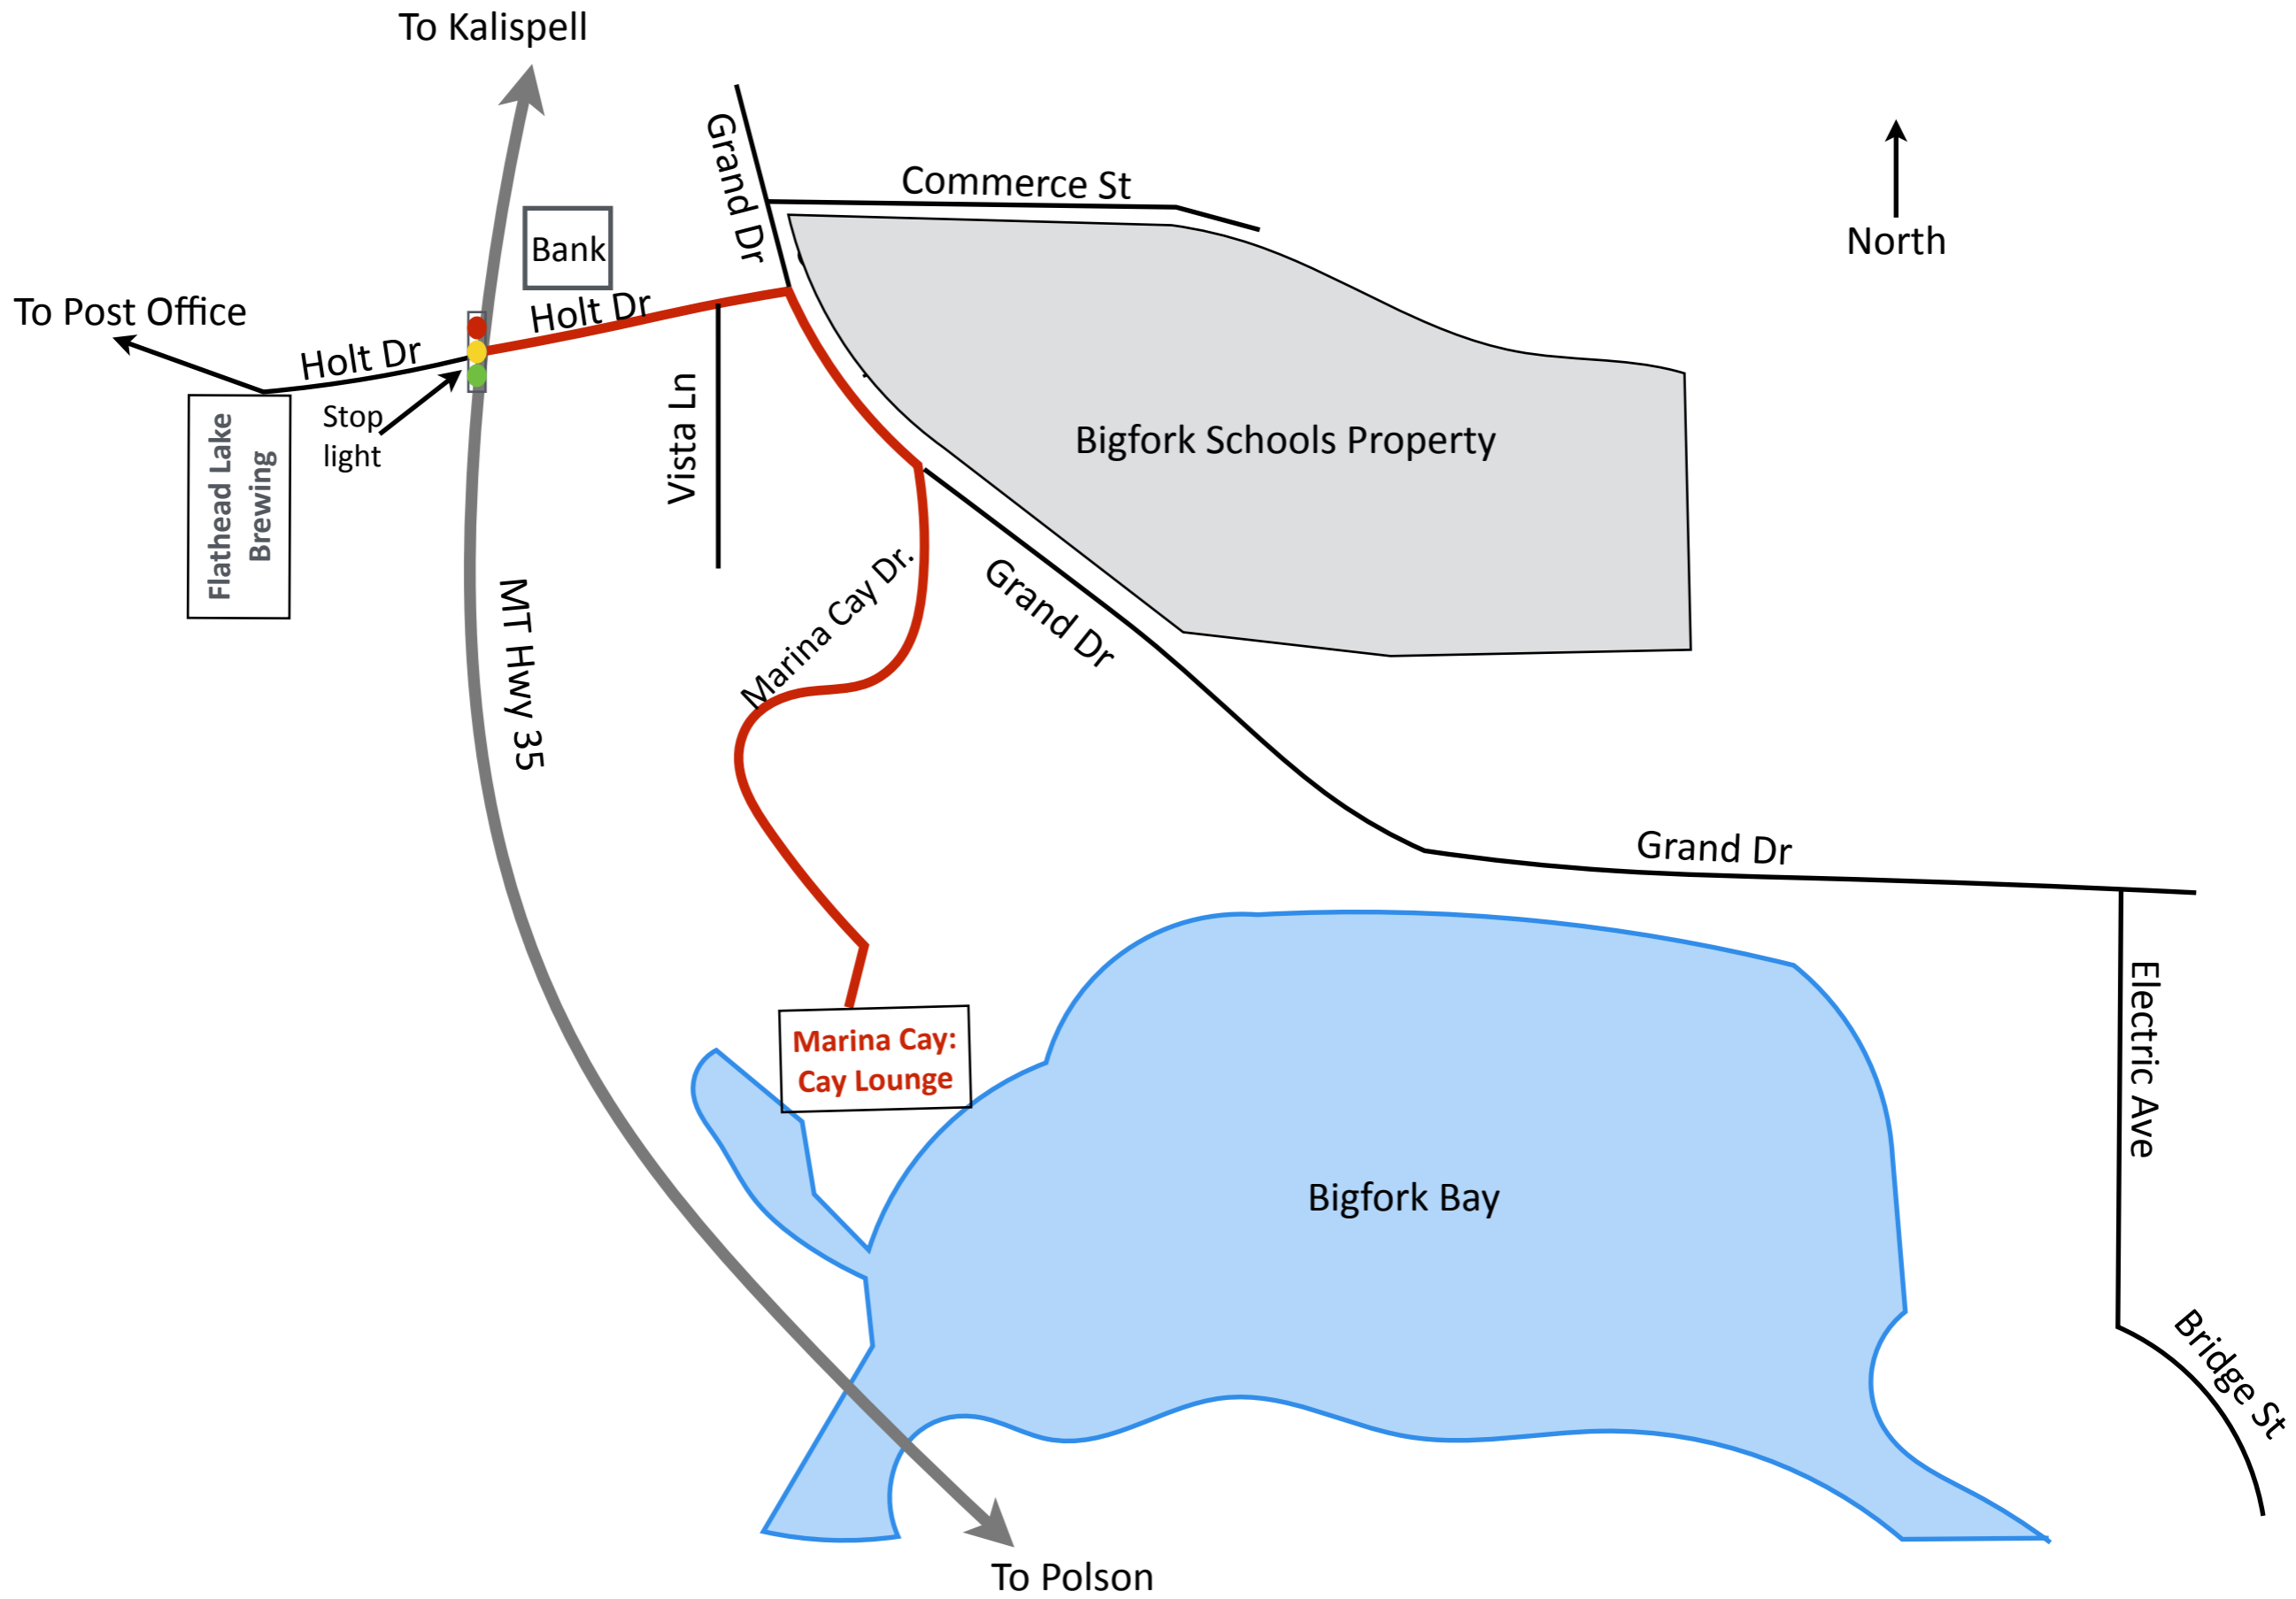 To Kalispell
Grand Dr
Commerce St
North
Bank
Holt Dr
To Post Office
Holt Dr
Stop
light
Flathead Lake
Brewing
Vista Ln
Bigfork Schools Property
Marina Cay Dr.
Grand Dr
MT Hwy 35
Grand Dr
Electric Ave
Marina Cay:
Cay Lounge
Bigfork Bay
Bridge St
To Polson